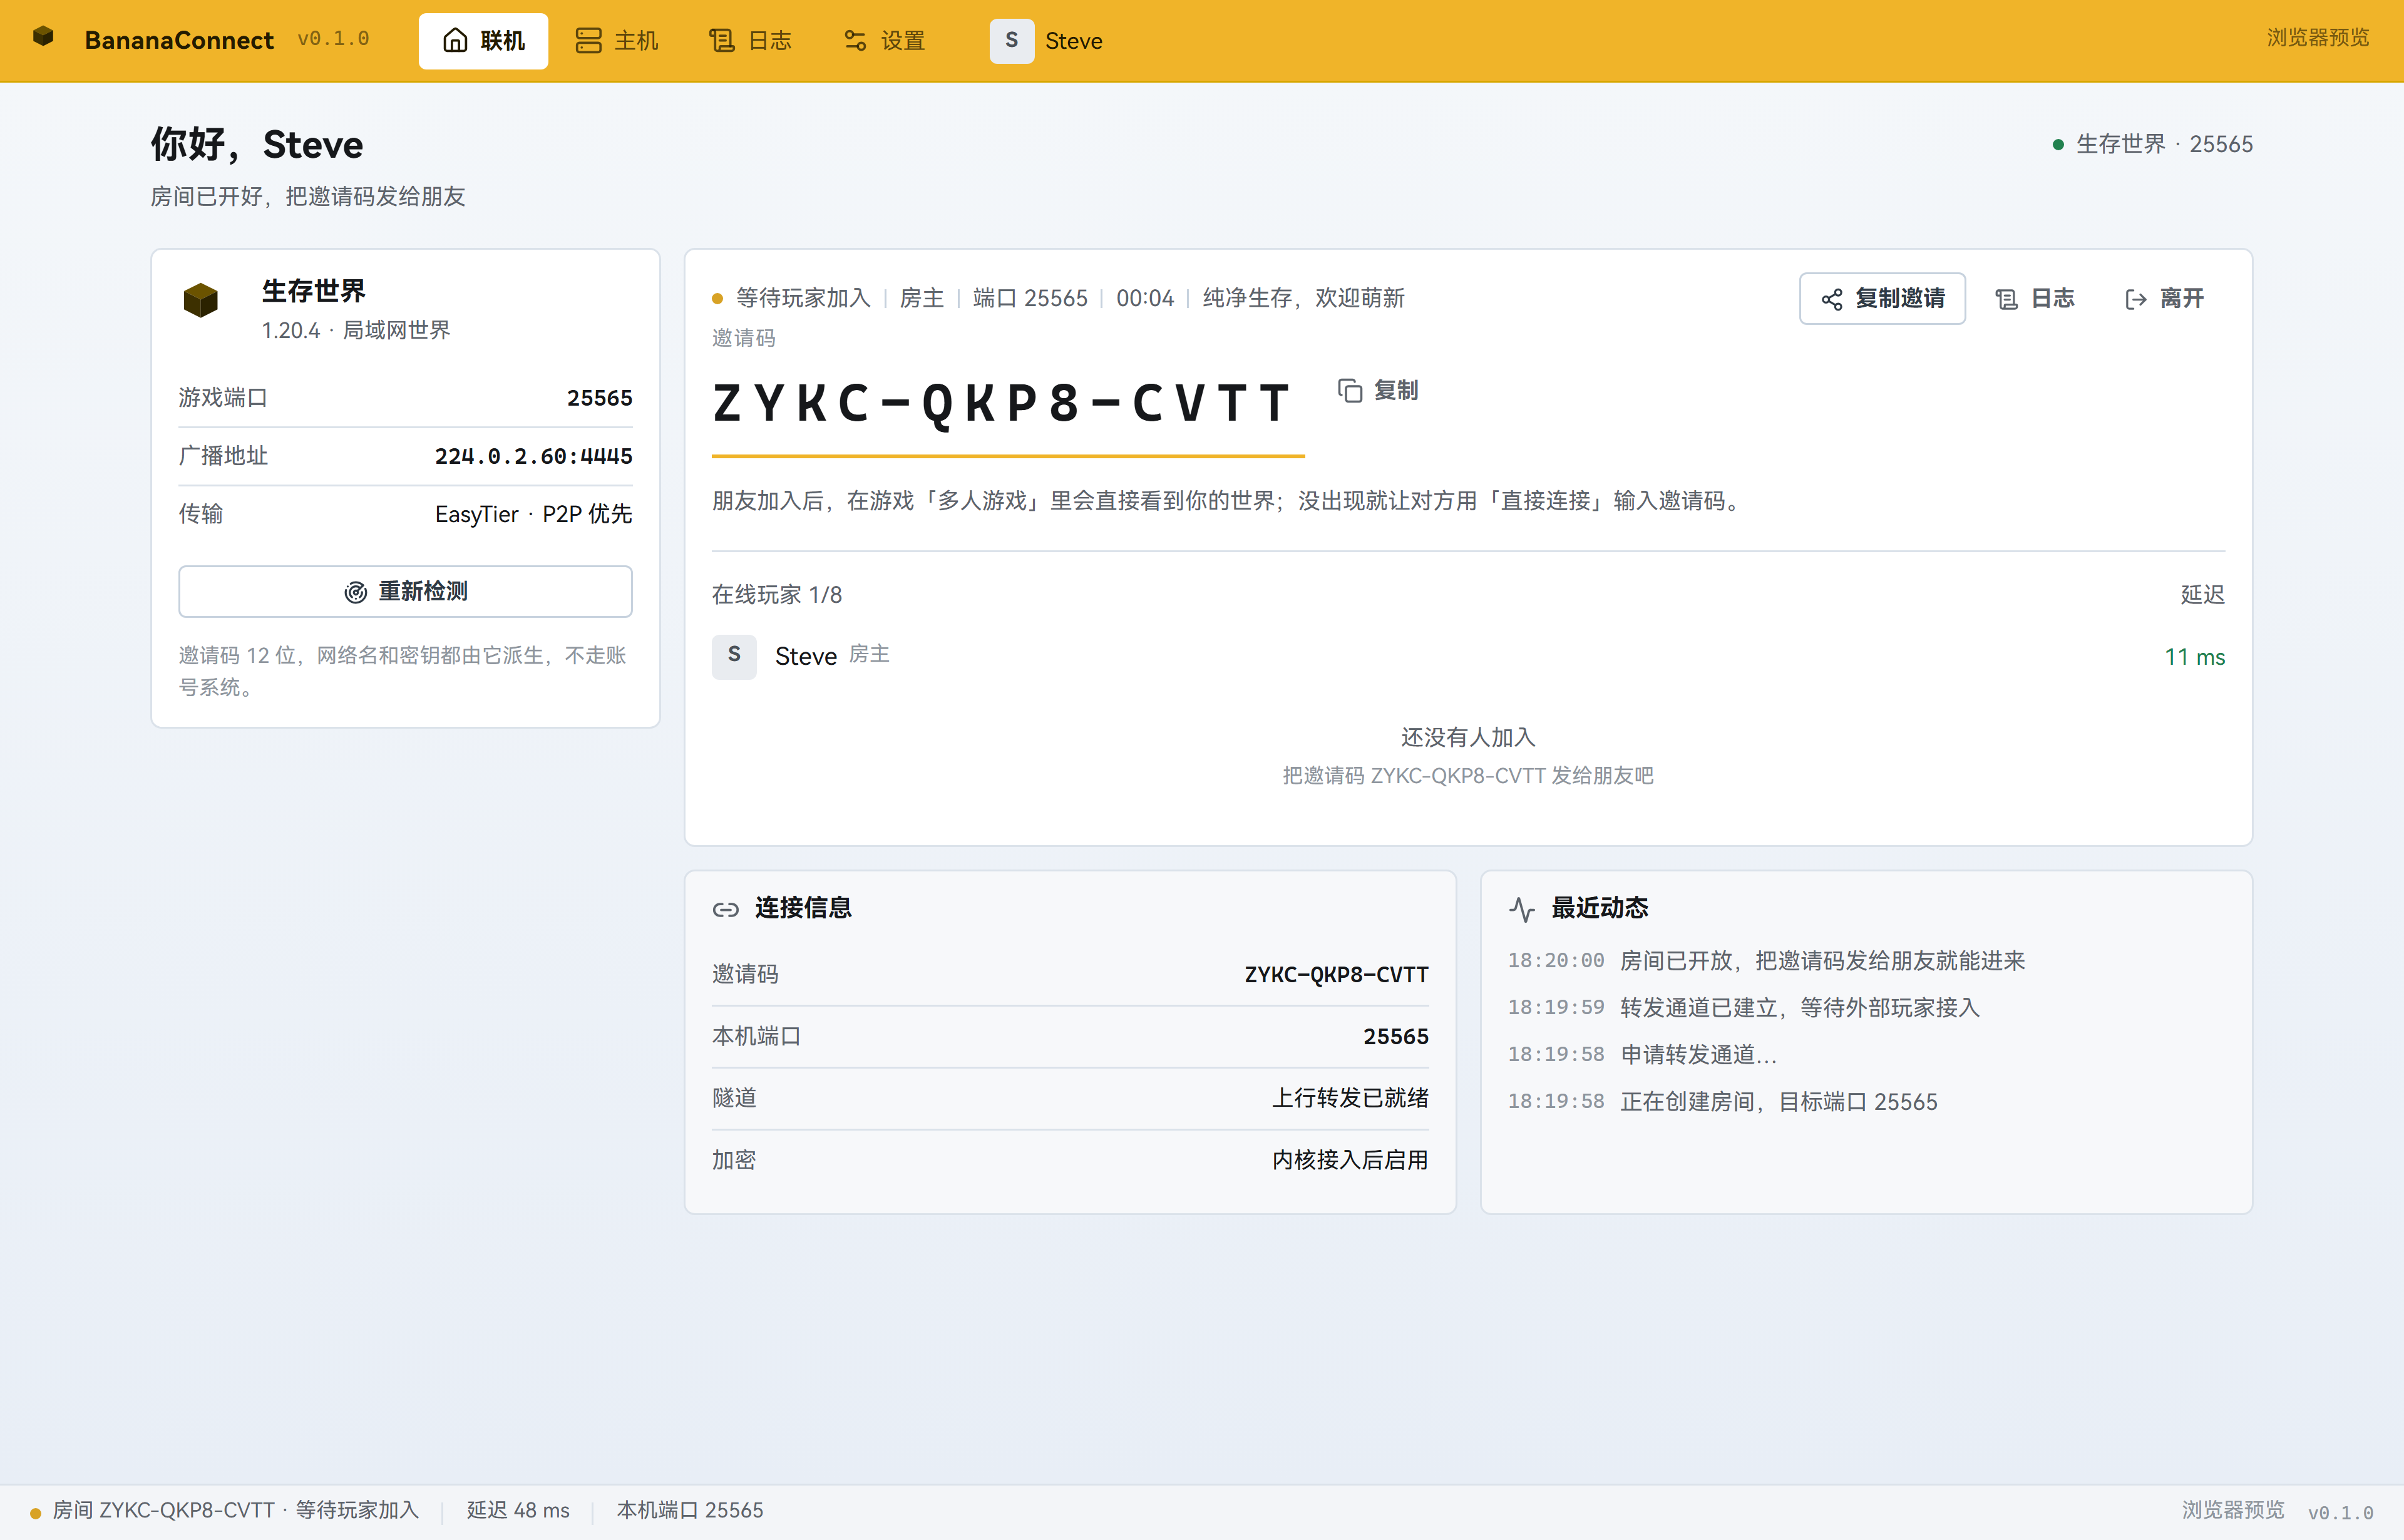 BananaConnect v0.1.0 联机 主机 日志 设置 S Steve 浏览器预览
你好，Steve
生存世界 · 25565
房间已开好，把邀请码发给朋友
生存世界
1.20.4 · 局域网世界
游戏端口 25565
广播地址 224.0.2.60:4445
传输 EasyTier · P2P 优先
重新检测
邀请码 12 位，网络名和密钥都由它派生，不走账
号系统。
等待玩家加入 | 房主 | 端口 25565 | 00:04 | 纯净生存，欢迎萌新 复制邀请 日志 离开
邀请码
ZYKC-QKP8-CVTT 复制
朋友加入后，在游戏「多人游戏」里会直接看到你的世界；没出现就让对方用「直接连接」输入邀请码。
在线玩家 1/8 延迟
S Steve 房主 11 ms
还没有人加入
把邀请码 ZYKC-QKP8-CVTT 发给朋友吧
连接信息
邀请码 ZYKC-QKP8-CVTT
本机端口 25565
隧道 上行转发已就绪
加密 内核接入后启用
最近动态
18:20:00 房间已开放，把邀请码发给朋友就能进来
18:19:59 转发通道已建立，等待外部玩家接入
18:19:58 申请转发通道…
18:19:58 正在创建房间，目标端口 25565
房间 ZYKC-QKP8-CVTT · 等待玩家加入 | 延迟 48 ms | 本机端口 25565 浏览器预览 v0.1.0